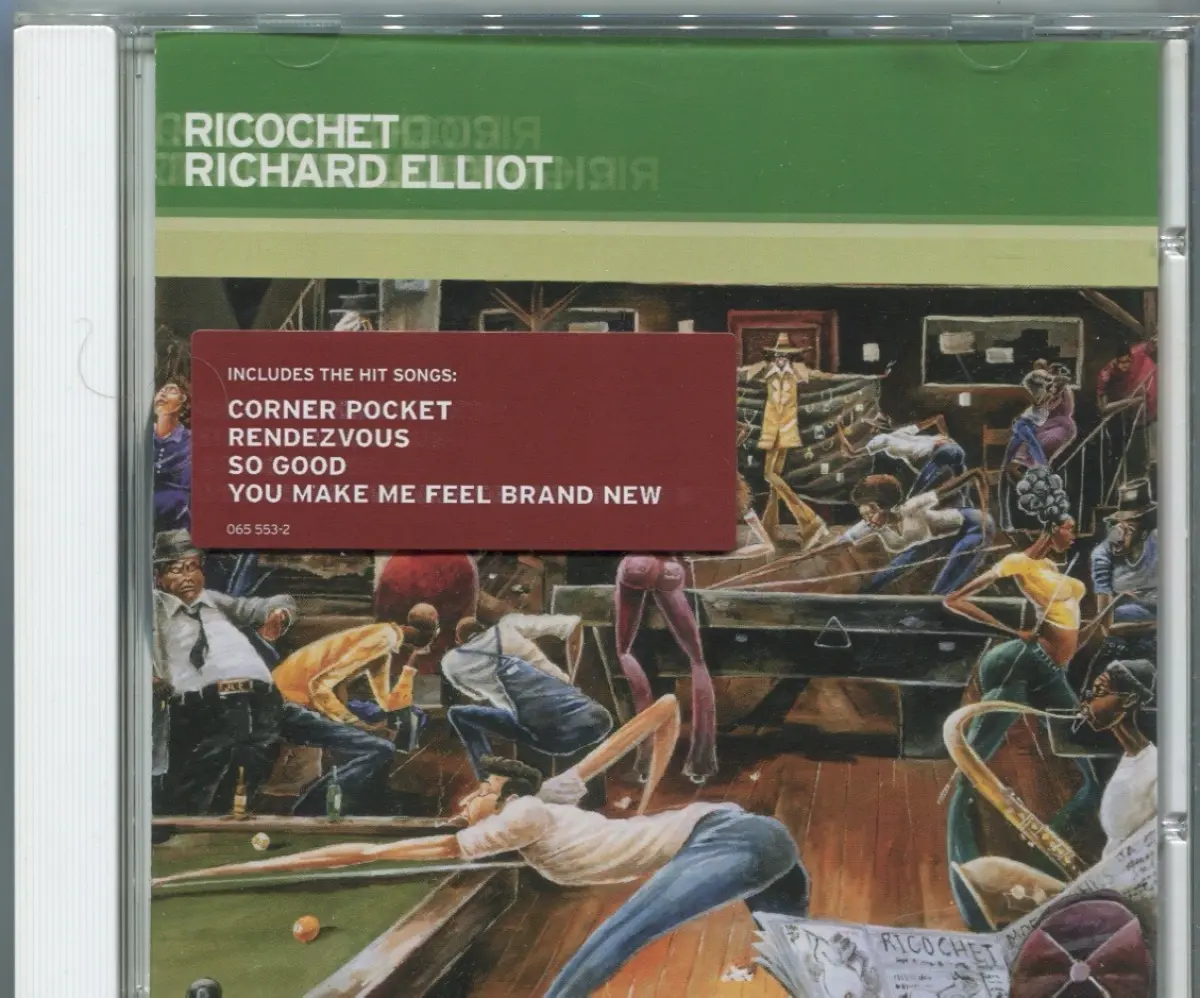 RICOCHET
RICHARD ELLIOT
INCLUDES THE HIT SONGS:
CORNER POCKET
RENDEZVOUS
SO GOOD
YOU MAKE ME FEEL BRAND NEW
065 553-2
RICOCHET